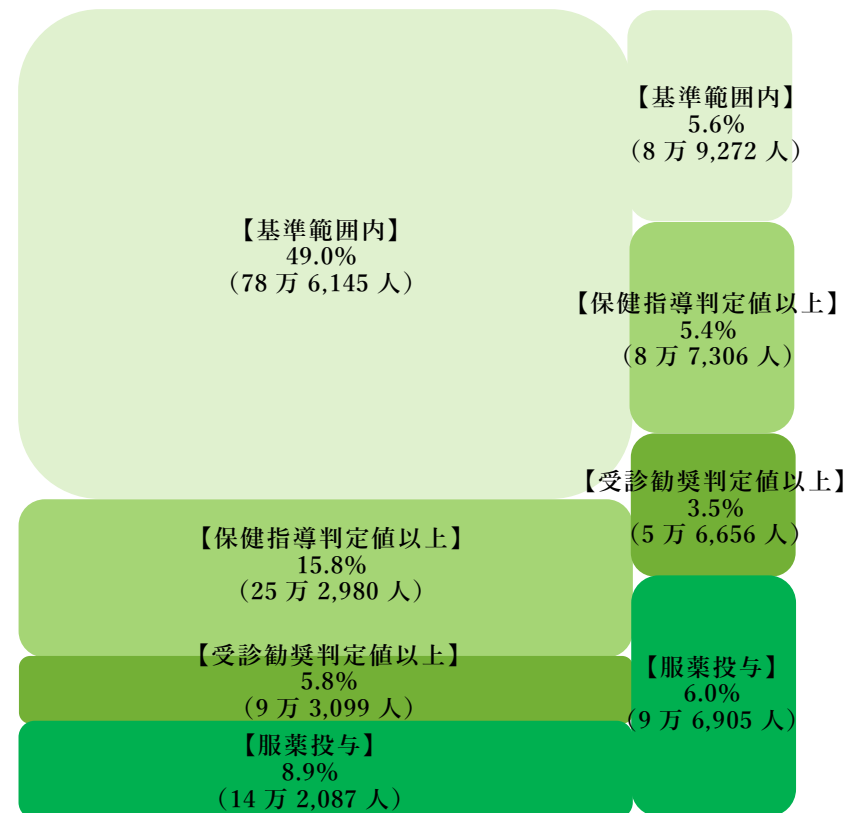 【基準範囲内】
49.0%
（78 万 6,145 人）
【保健指導判定値以上】
15.8%
（25 万 2,980 人）
【受診勧奨判定値以上】
5.8%
（9 万 3,099 人）
【服薬投与】
8.9%
（14 万 2,087 人）
【基準範囲内】
5.6%
（8 万 9,272 人）
【保健指導判定値以上】
5.4%
（8 万 7,306 人）
【受診勧奨判定値以上】
3.5%
（5 万 6,656 人）
【服薬投与】
6.0%
（9 万 6,905 人）